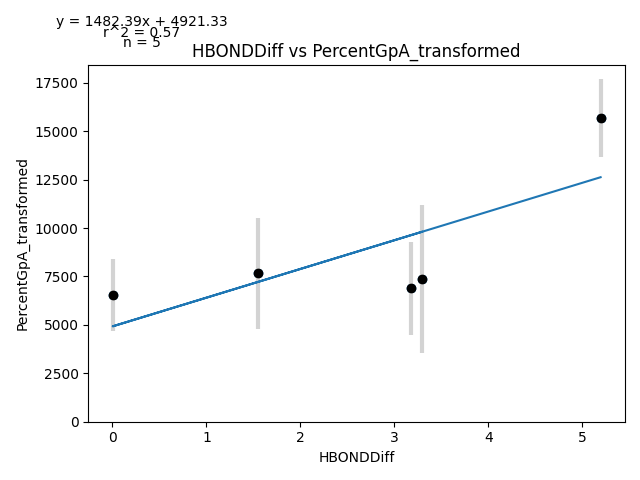 y = 1482.39x + 4921.33
r^2 = 0.57
n = 5
HBONDDiff vs PercentGpA_transformed
17500
15000
12500
10000
7500
5000
2500
0
PercentGpA_transformed
0 1 2 3 4 5
HBONDDiff